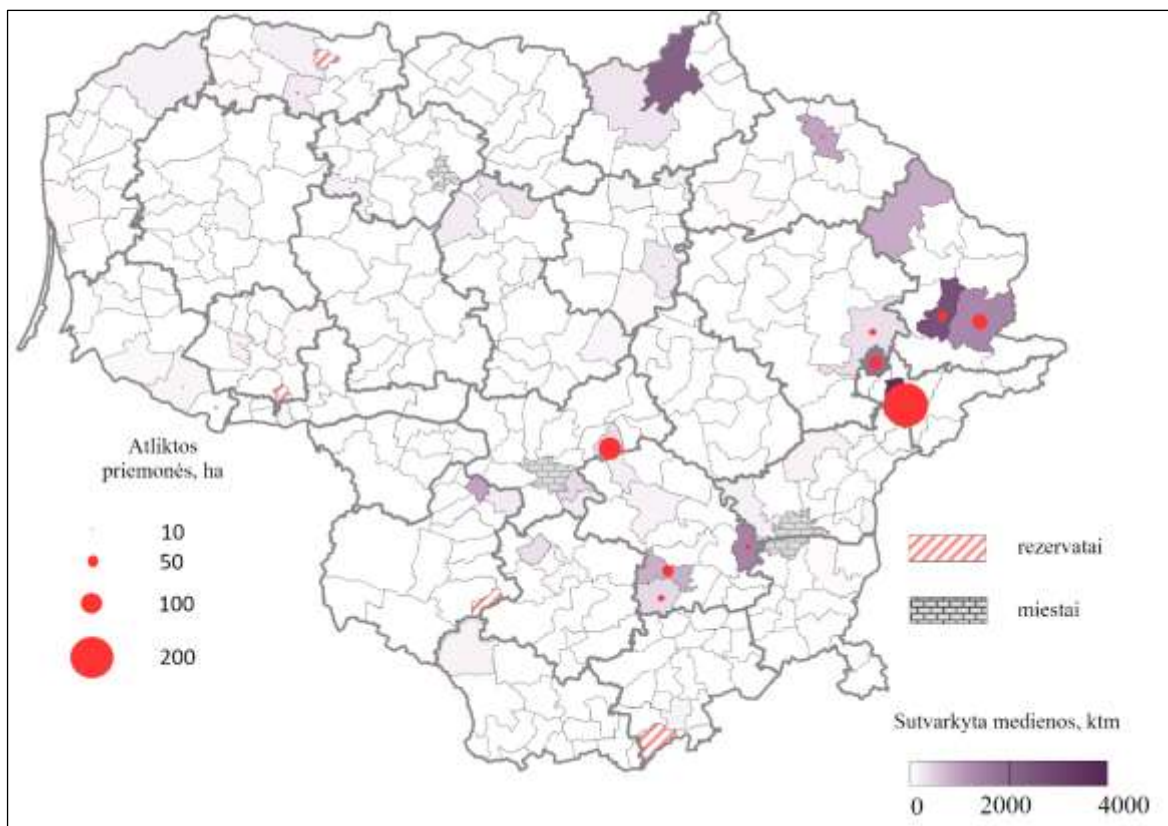 Atliktos
priemonės, ha
10
50
100
200
rezervatai
miestai
Sutvarkyta medienos, ktm
0 2000 4000